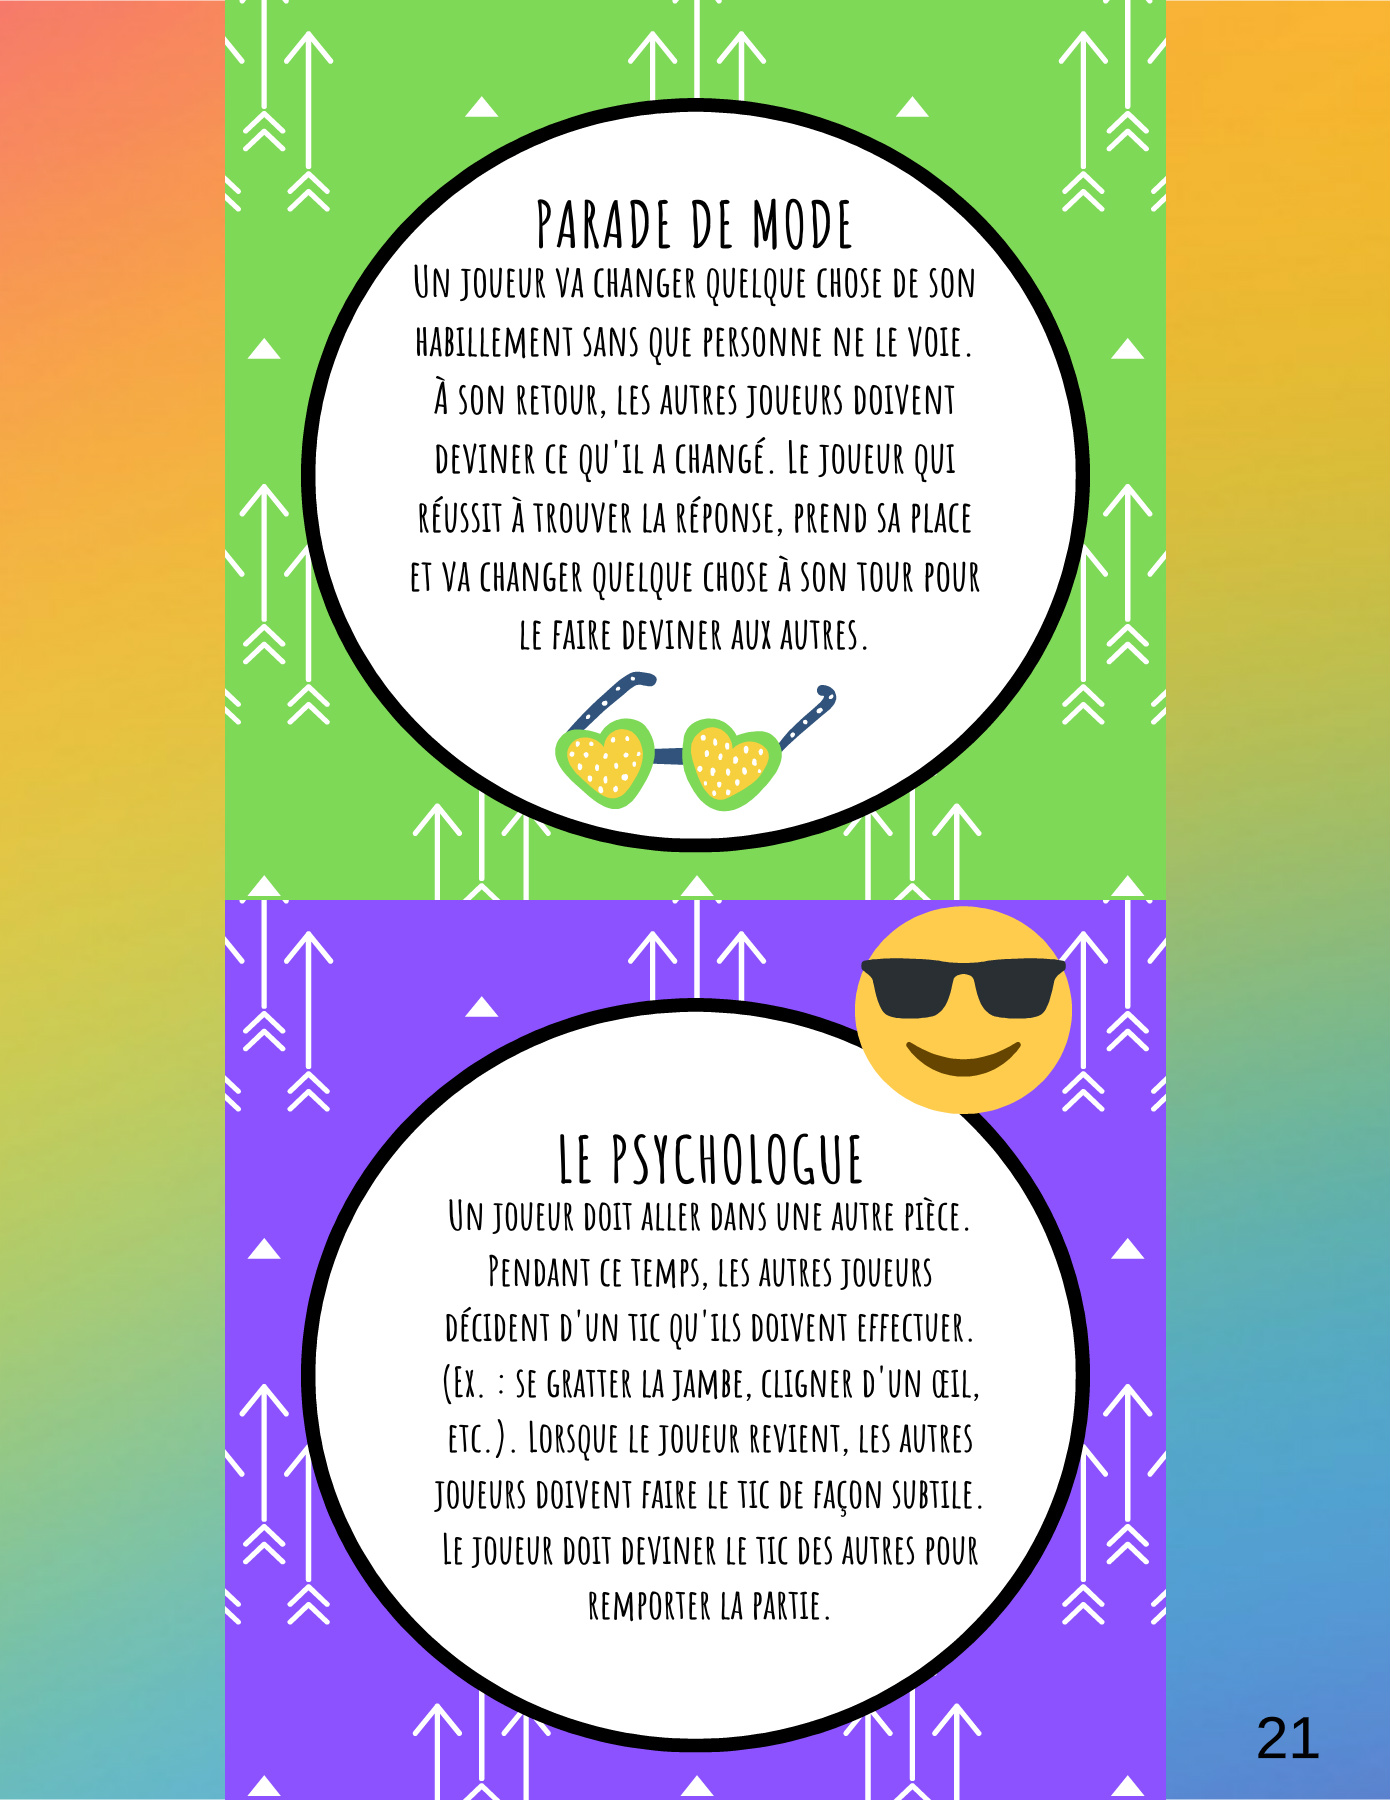 PARADE DE MODE
Un joueur va changer quelque chose de son
habillement sans que personne ne le voie.
À son retour, les autres joueurs doivent
deviner ce qu'il a changé. Le joueur qui
réussit à trouver la réponse, prend sa place
et va changer quelque chose à son tour pour
le faire deviner aux autres.
LE PSYCHOLOGUE
Un joueur doit aller dans une autre pièce.
Pendant ce temps, les autres joueurs
décident d'un tic qu'ils doivent effectuer.
(Ex. : se gratter la jambe, cligner d'un œil,
etc.). Lorsque le joueur revient, les autres
joueurs doivent faire le tic de façon subtile.
Le joueur doit deviner le tic des autres pour
remporter la partie.
21